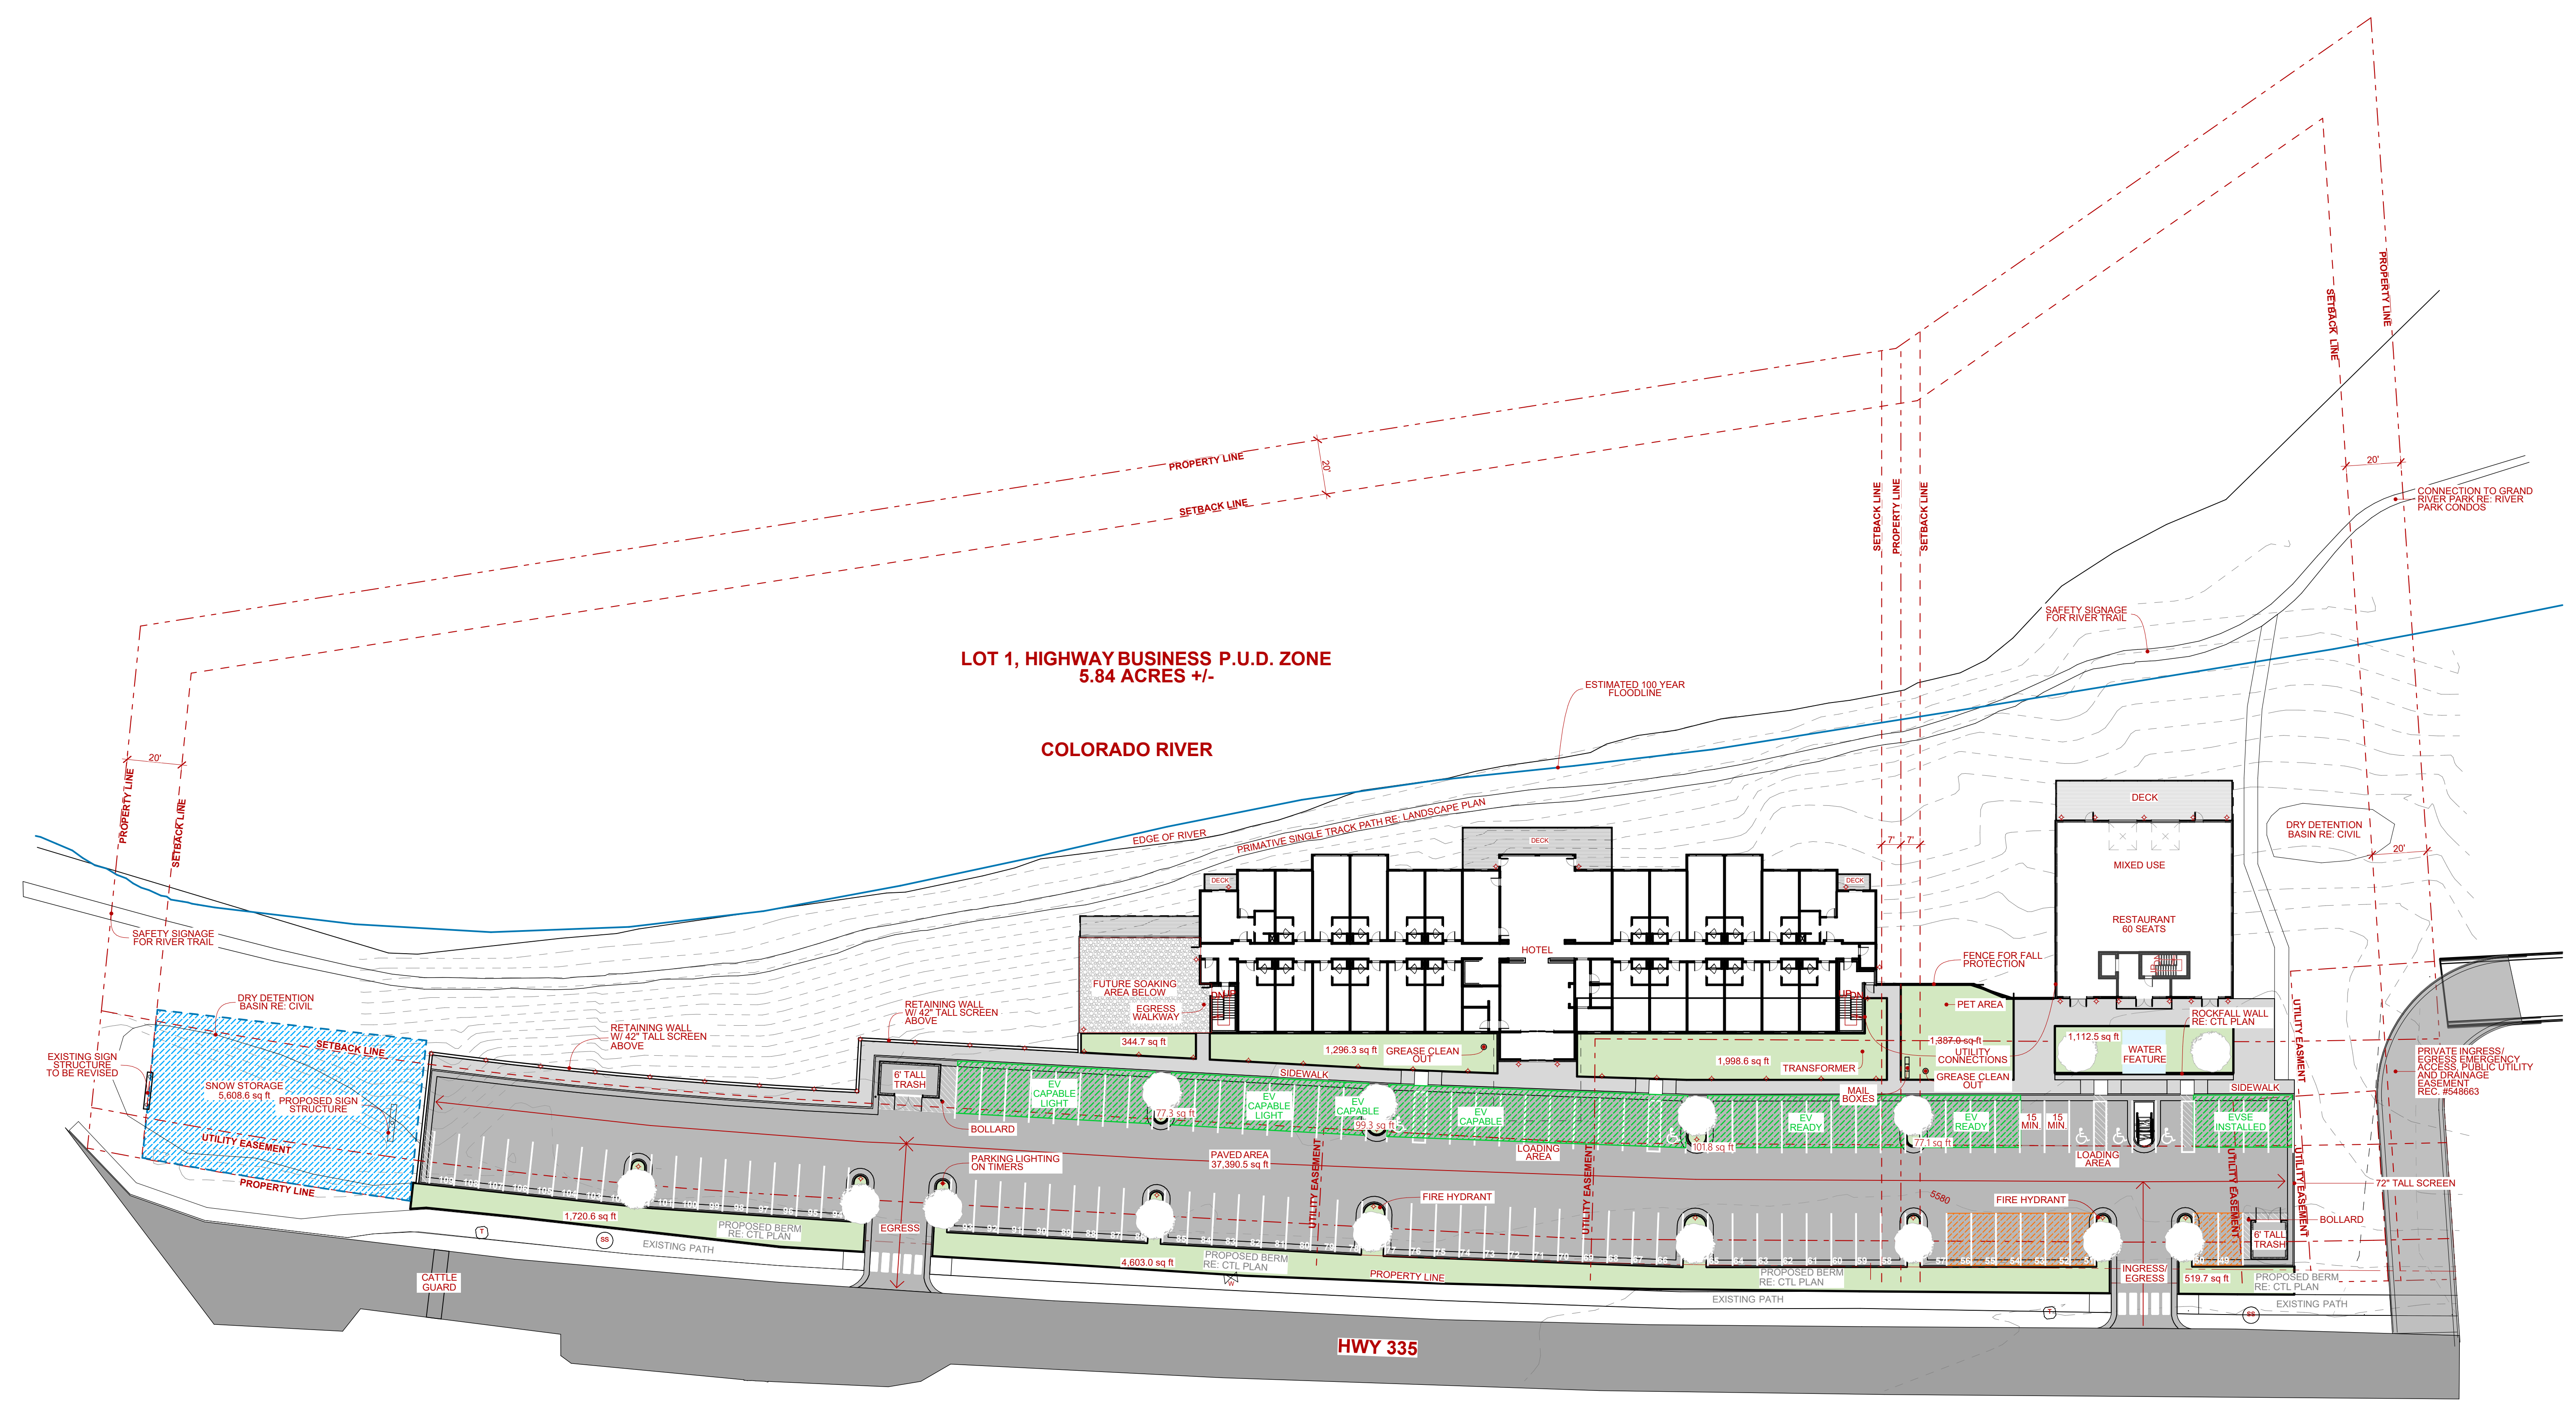 PROPERTY LINE
SETBACK LINE
20'
CONNECTION TO GRAND
RIVER PARK RE: RIVER
PARK CONDOS
PROPERTY LINE
20'
SETBACK LINE
SETBACK LINE
PROPERTY LINE
SETBACK LINE
SAFETY SIGNAGE
FOR RIVER TRAIL
LOT 1, HIGHWAY BUSINESS P.U.D. ZONE
5.84 ACRES +/-
ESTIMATED 100 YEAR
FLOODLINE
COLORADO RIVER
20'
PROPERTY LINE
SETBACK LINE
EDGE OF RIVER
PRIMATIVE SINGLE TRACK PATH RE: LANDSCAPE PLAN
DECK
DECK
DECK
7'
7'
DECK
MIXED USE
RESTAURANT
60 SEATS
DRY DETENTION
BASIN RE: CIVIL
20'
SAFETY SIGNAGE
FOR RIVER TRAIL
HOTEL
FENCE FOR FALL
PROTECTION
FUTURE SOAKING
AREA BELOW
EGRESS
WALKWAY
PET AREA
ROCKFALL WALL
RE: CTL PLAN
UTILITY EASMENT
DRY DETENTION
BASIN RE: CIVIL
RETAINING WALL
W/ 42" TALL SCREEN
ABOVE
RETAINING WALL
W/ 42" TALL SCREEN
ABOVE
SETBACK LINE
EXISTING SIGN
STRUCTURE
TO BE REVISED
344.7 sq ft
1,296.3 sq ft
GREASE CLEAN
OUT
1,998.6 sq ft
TRANSFORMER
1,387.0 sq ft
UTILITY
CONNECTIONS
GREASE CLEAN
OUT
1,112.5 sq ft
WATER
FEATURE
PRIVATE INGRESS/
EGRESS EMERGENCY
ACCESS, PUBLIC UTILITY
AND DRAINAGE
EASEMENT
REC. #548663
SNOW STORAGE
5,608.6 sq ft
PROPOSED SIGN
STRUCTURE
6' TALL
TRASH
SIDEWALK
SIDEWALK
MAIL
BOXES
EV
CAPABLE
LIGHT
EV
CAPABLE
LIGHT
EV
CAPABLE
EV
CAPABLE
EV
READY
EV
READY
15
MIN.
15
MIN.
EVSE
INSTALLED
77.3 sq ft
99.3 sq ft
101.8 sq ft
77.1 sq ft
BOLLARD
UTILITY EASEMENT
PARKING LIGHTING
ON TIMERS
PAVED AREA
37,390.5 sq ft
LOADING
AREA
LOADING
AREA
UTILITY EASEMENT
UTILITY EASEMENT
UTILITY EASEMENT
UTILITY EASEMENT
72" TALL SCREEN
PROPERTY LINE
FIRE HYDRANT
5580
FIRE HYDRANT
BOLLARD
6' TALL
TRASH
1,720.6 sq ft
PROPOSED BERM
RE: CTL PLAN
EXISTING PATH
EGRESS
4,603.0 sq ft
PROPOSED BERM
RE: CTL PLAN
PROPERTY LINE
PROPOSED BERM
RE: CTL PLAN
INGRESS/
EGRESS
519.7 sq ft
PROPOSED BERM
RE: CTL PLAN
T
SS
W
EXISTING PATH
T
SS
EXISTING PATH
CATTLE
GUARD
HWY 335